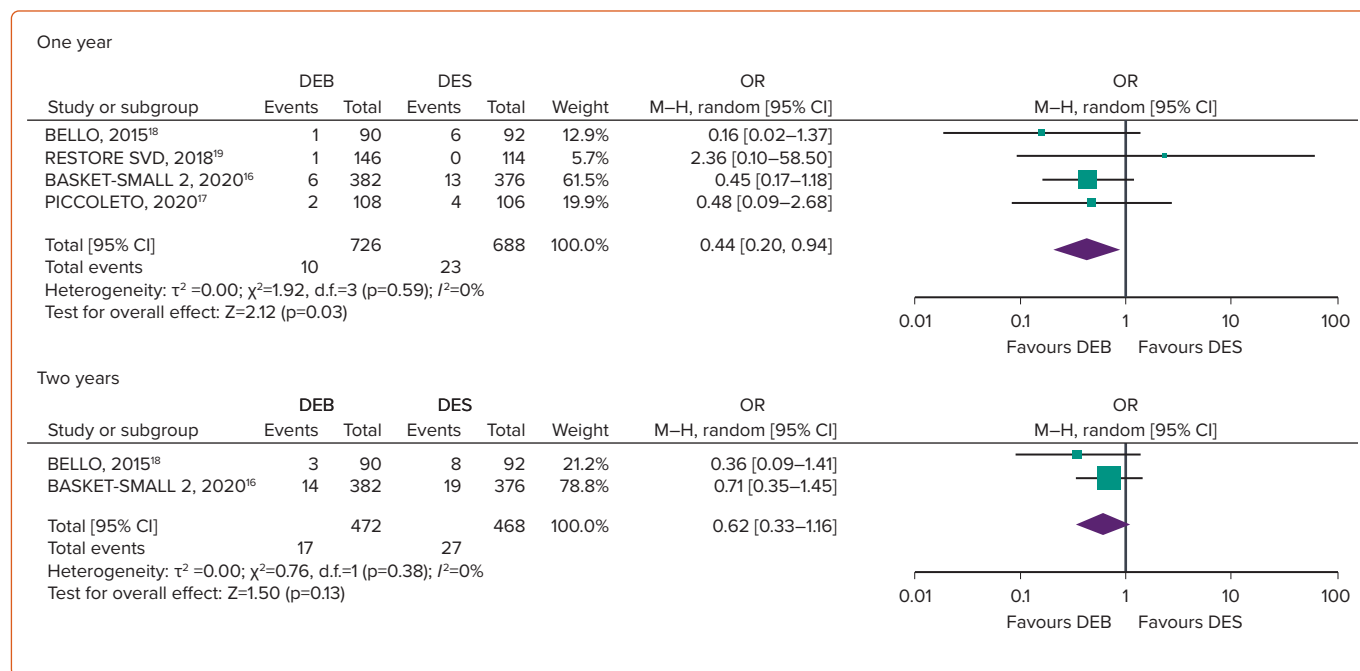 One year
DEB DES OR OR
Study or subgroup Events Total Events Total Weight M–H, random [95% CI] M–H, random [95% CI]
BELLO, 2015¹⁸ 1 90 6 92 12.9% 0.16 [0.02–1.37]
RESTORE SVD, 2018¹⁹ 1 146 0 114 5.7% 2.36 [0.10–58.50]
BASKET-SMALL 2, 2020¹⁶ 6 382 13 376 61.5% 0.45 [0.17–1.18]
PICCOLETO, 2020¹⁷ 2 108 4 106 19.9% 0.48 [0.09–2.68]
Total [95% CI] 726 688 100.0% 0.44 [0.20, 0.94]
Total events 10 23
Heterogeneity: τ² =0.00; χ²=1.92, d.f.=3 (p=0.59); I²=0%
Test for overall effect: Z=2.12 (p=0.03)
0.01 0.1 1 10 100
Favours DEB Favours DES
Two years
DEB DES OR OR
Study or subgroup Events Total Events Total Weight M–H, random [95% CI] M–H, random [95% CI]
BELLO, 2015¹⁸ 3 90 8 92 21.2% 0.36 [0.09–1.41]
BASKET-SMALL 2, 2020¹⁶ 14 382 19 376 78.8% 0.71 [0.35–1.45]
Total [95% CI] 472 468 100.0% 0.62 [0.33–1.16]
Total events 17 27
Heterogeneity: τ² =0.00; χ²=0.76, d.f.=1 (p=0.38); I²=0%
Test for overall effect: Z=1.50 (p=0.13)
0.01 0.1 1 10 100
Favours DEB Favours DES